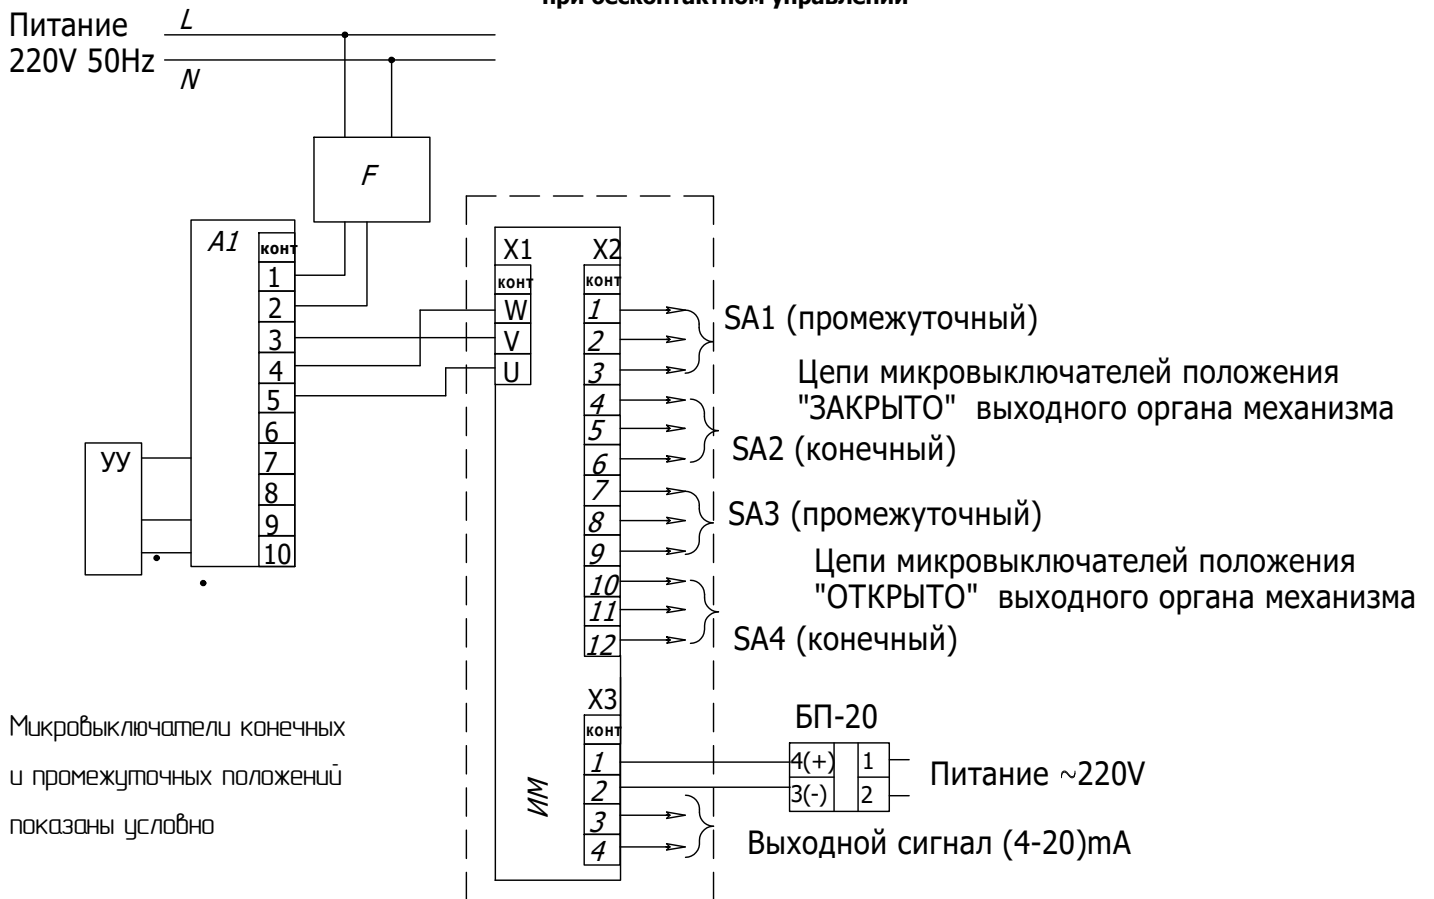 при бесконтактном управлении
Питание
220V 50Hz
L
N
F
A1
конт
1
2
3
4
5
6
7
8
9
10
УУ
X1
конт
W
V
U
X2
конт
1
2
3
4
5
6
7
8
9
10
11
12
SA1 (промежуточный)
Цепи микровыключателей положения
"ЗАКРЫТО" выходного органа механизма
SA2 (конечный)
SA3 (промежуточный)
Цепи микровыключателей положения
"ОТКРЫТО" выходного органа механизма
SA4 (конечный)
X3
конт
1
2
3
4
ИМ
БП-20
4(+)
1
3(-)
2
Питание ~220V
Выходной сигнал (4-20)mA
Микровыключатели конечных
и промежуточных положений
показаны условно